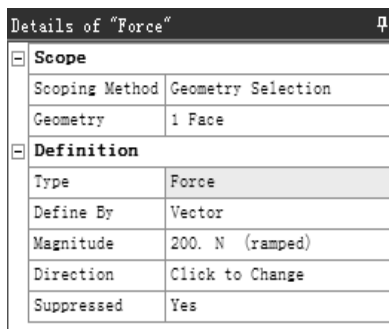 Details of "Force"
Scope
Scoping Method Geometry Selection
Geometry 1 Face
Definition
Type Force
Define By Vector
Magnitude 200. N (ramped)
Direction Click to Change
Suppressed Yes